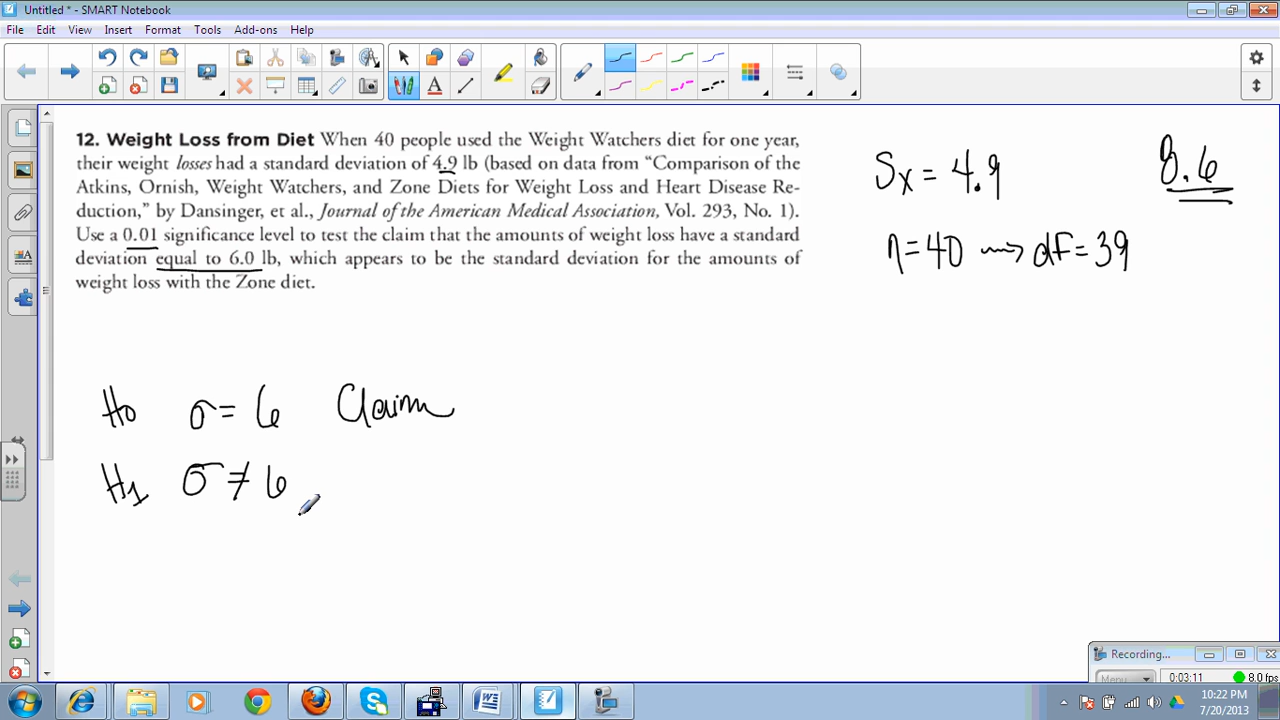 Untitled * - SMART Notebook
File Edit View Insert Format Tools Add-ons Help
12. Weight Loss from Diet When 40 people used the Weight Watchers diet for one year,
their weight losses had a standard deviation of 4.9 lb (based on data from “Comparison of the
Atkins, Ornish, Weight Watchers, and Zone Diets for Weight Loss and Heart Disease Re-
duction,” by Dansinger, et al., Journal of the American Medical Association, Vol. 293, No. 1).
Use a 0.01 significance level to test the claim that the amounts of weight loss have a standard
deviation equal to 6.0 lb, which appears to be the standard deviation for the amounts of
weight loss with the Zone diet.
Sx = 4.9
8.6
n=40 → df=39
H0 σ= 6 Claim
H1 σ ≠ 6
Recording...
Menu
0:03:11
8.0 fps
10:22 PM
7/20/2013